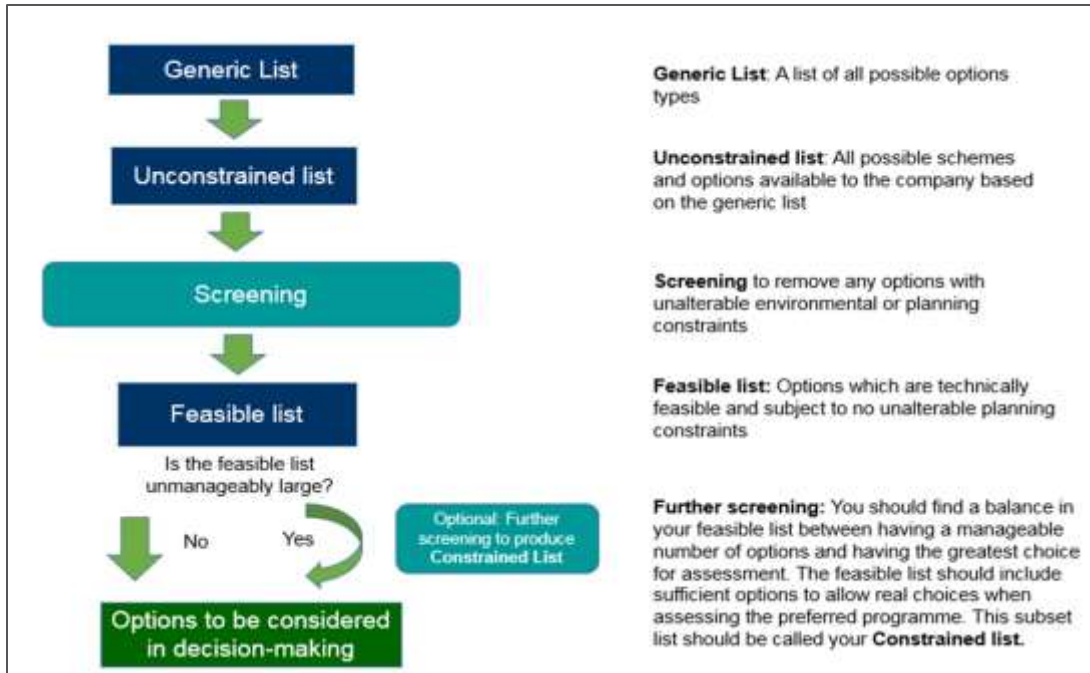 Generic List
Generic List: A list of all possible options
types
Unconstrained list
Unconstrained list: All possible schemes
and options available to the company based
on the generic list
Screening
Screening to remove any options with
unalterable environmental or planning
constraints
Feasible list
Feasible list: Options which are technically
feasible and subject to no unalterable planning
constraints
Is the feasible list
unmanageably large?
No
Yes
Optional: Further
screening to produce
Constrained List
Further screening: You should find a balance in
your feasible list between having a manageable
number of options and having the greatest choice
for assessment. The feasible list should include
sufficient options to allow real choices when
assessing the preferred programme. This subset
list should be called your Constrained list.
Options to be considered
in decision-making